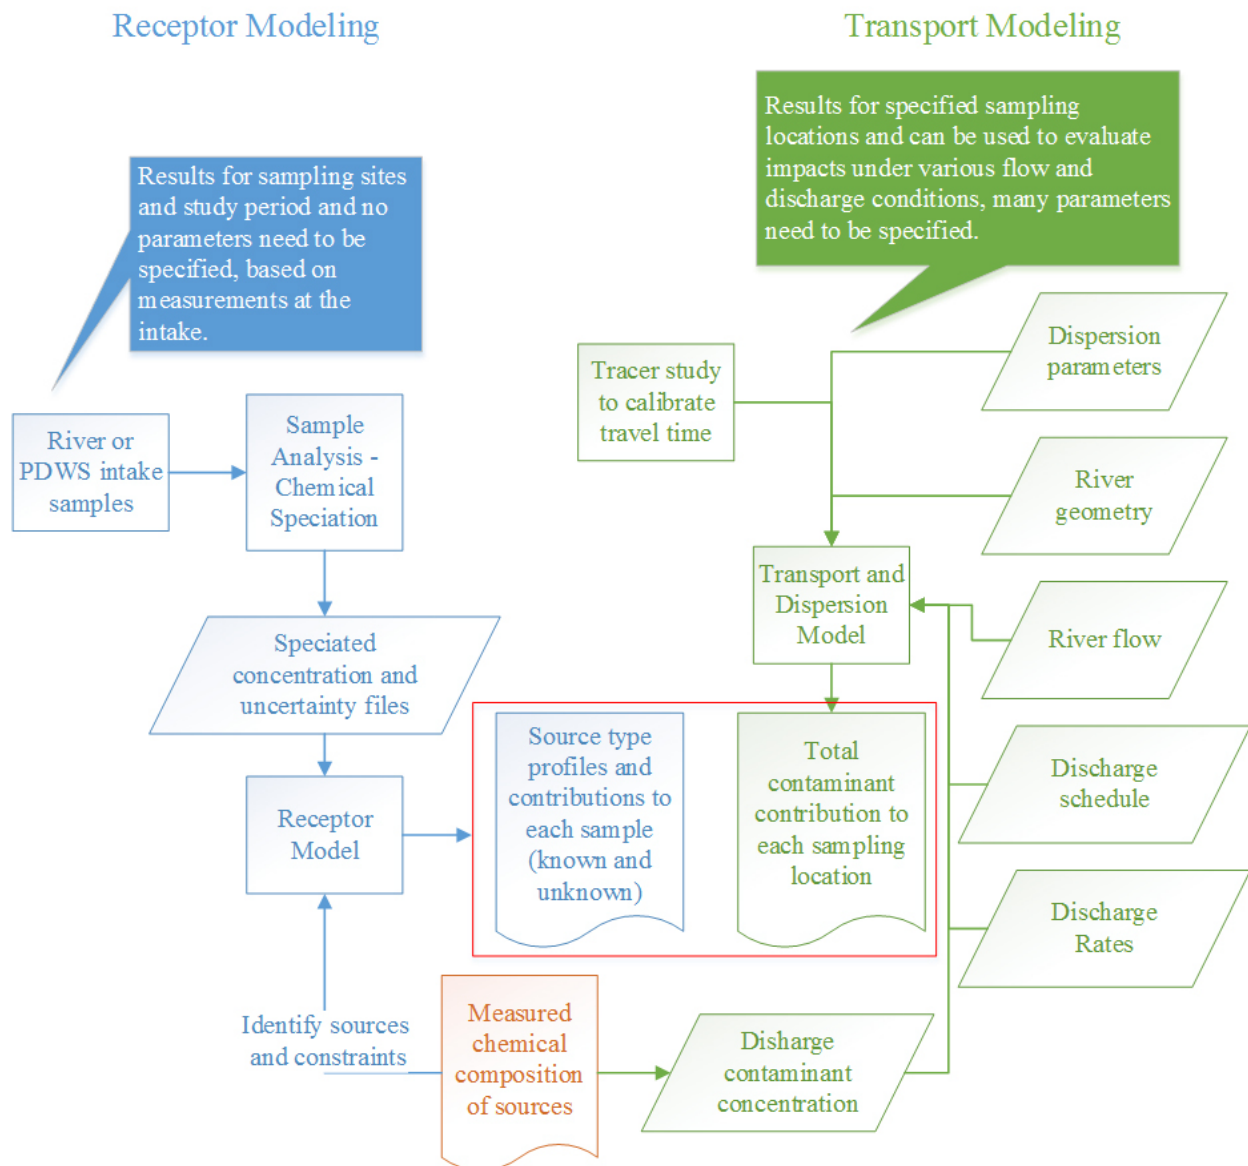 Receptor Modeling
Transport Modeling
Results for sampling sites
and study period and no
parameters need to be
specified, based on
measurements at the
intake.
Results for specified sampling
locations and can be used to evaluate
impacts under various flow and
discharge conditions, many parameters
need to be specified.
River or
PDWS intake
samples
Sample
Analysis -
Chemical
Speciation
Tracer study
to calibrate
travel time
Dispersion
parameters
River
geometry
Transport and
Dispersion
Model
River flow
Speciated
concentration and
uncertainty files
Receptor
Model
Source type
profiles and
contributions to
each sample
(known and
unknown)
Total
contaminant
contribution to
each sampling
location
Discharge
schedule
Discharge
Rates
Identify sources
and constraints
Measured
chemical
composition
of sources
Disharge
contaminant
concentration